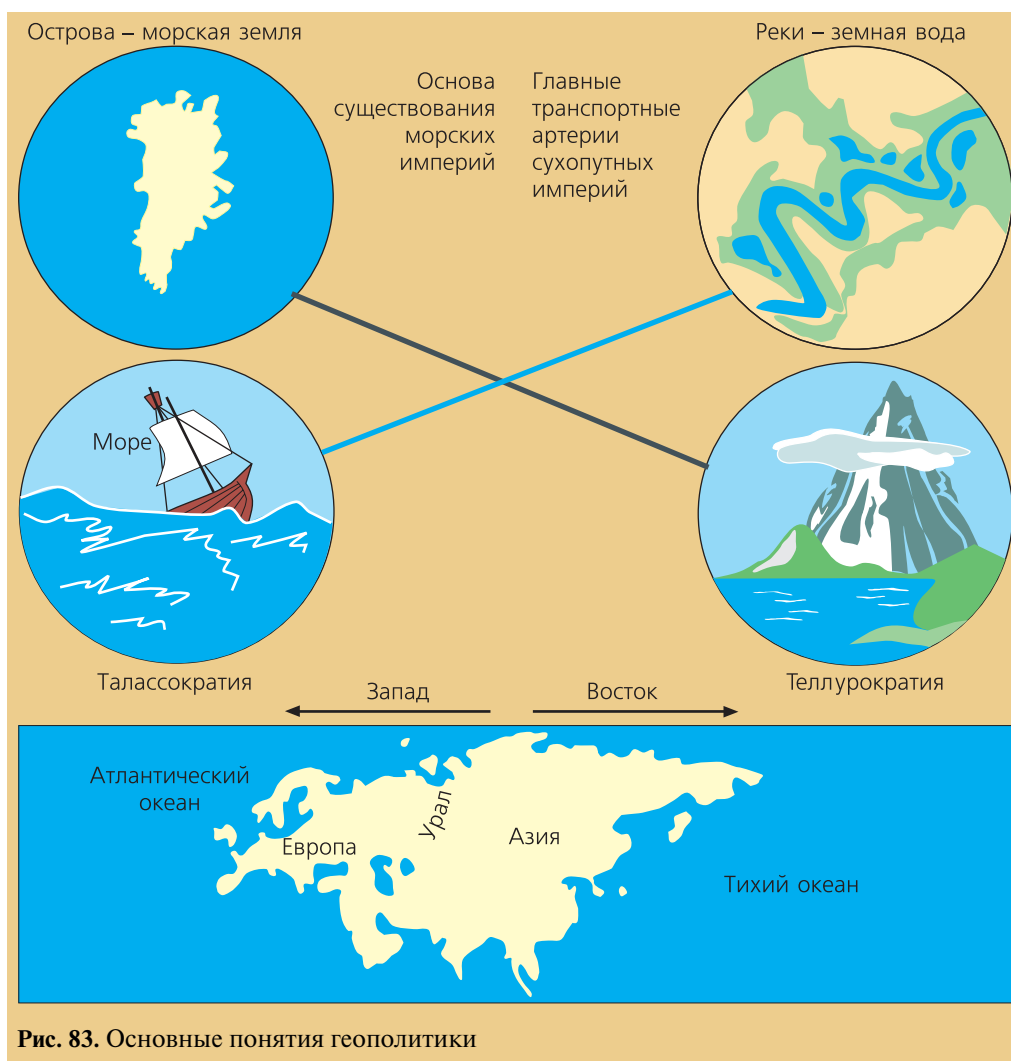 Острова – морская земля
Реки – земная вода
Основа
существования
морских
империй
Главные
транспортные
артерии
сухопутных
империй
Море
Талассократия
Теллурократия
Запад
Восток
Атлантический
океан
Европа
Урал
Азия
Тихий океан
Рис. 83. Основные понятия геополитики